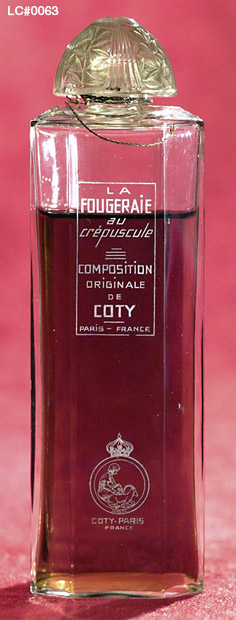 LC#0063
LA
FOUGERAIE
au
crépuscule
COMPOSITION
ORIGINALE
DE
COTY
PARIS - FRANCE
COTY-PARIS
FRANCE